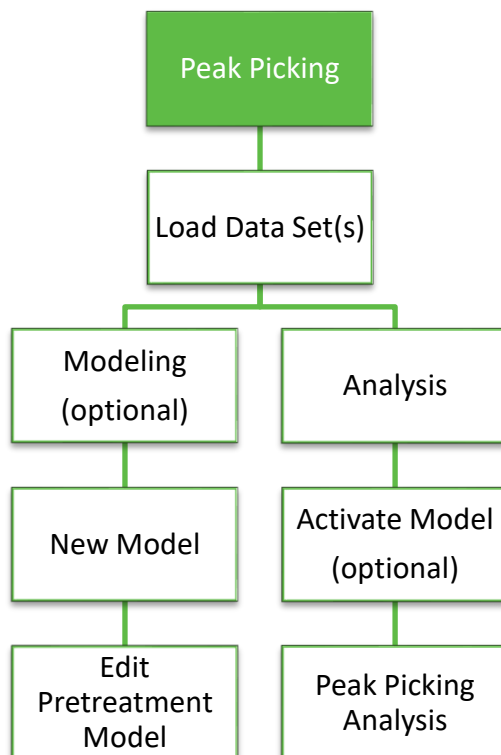 Peak Picking
Load Data Set(s)
Modeling
(optional)
Analysis
New Model
Activate Model
(optional)
Edit
Pretreatment
Model
Peak Picking
Analysis